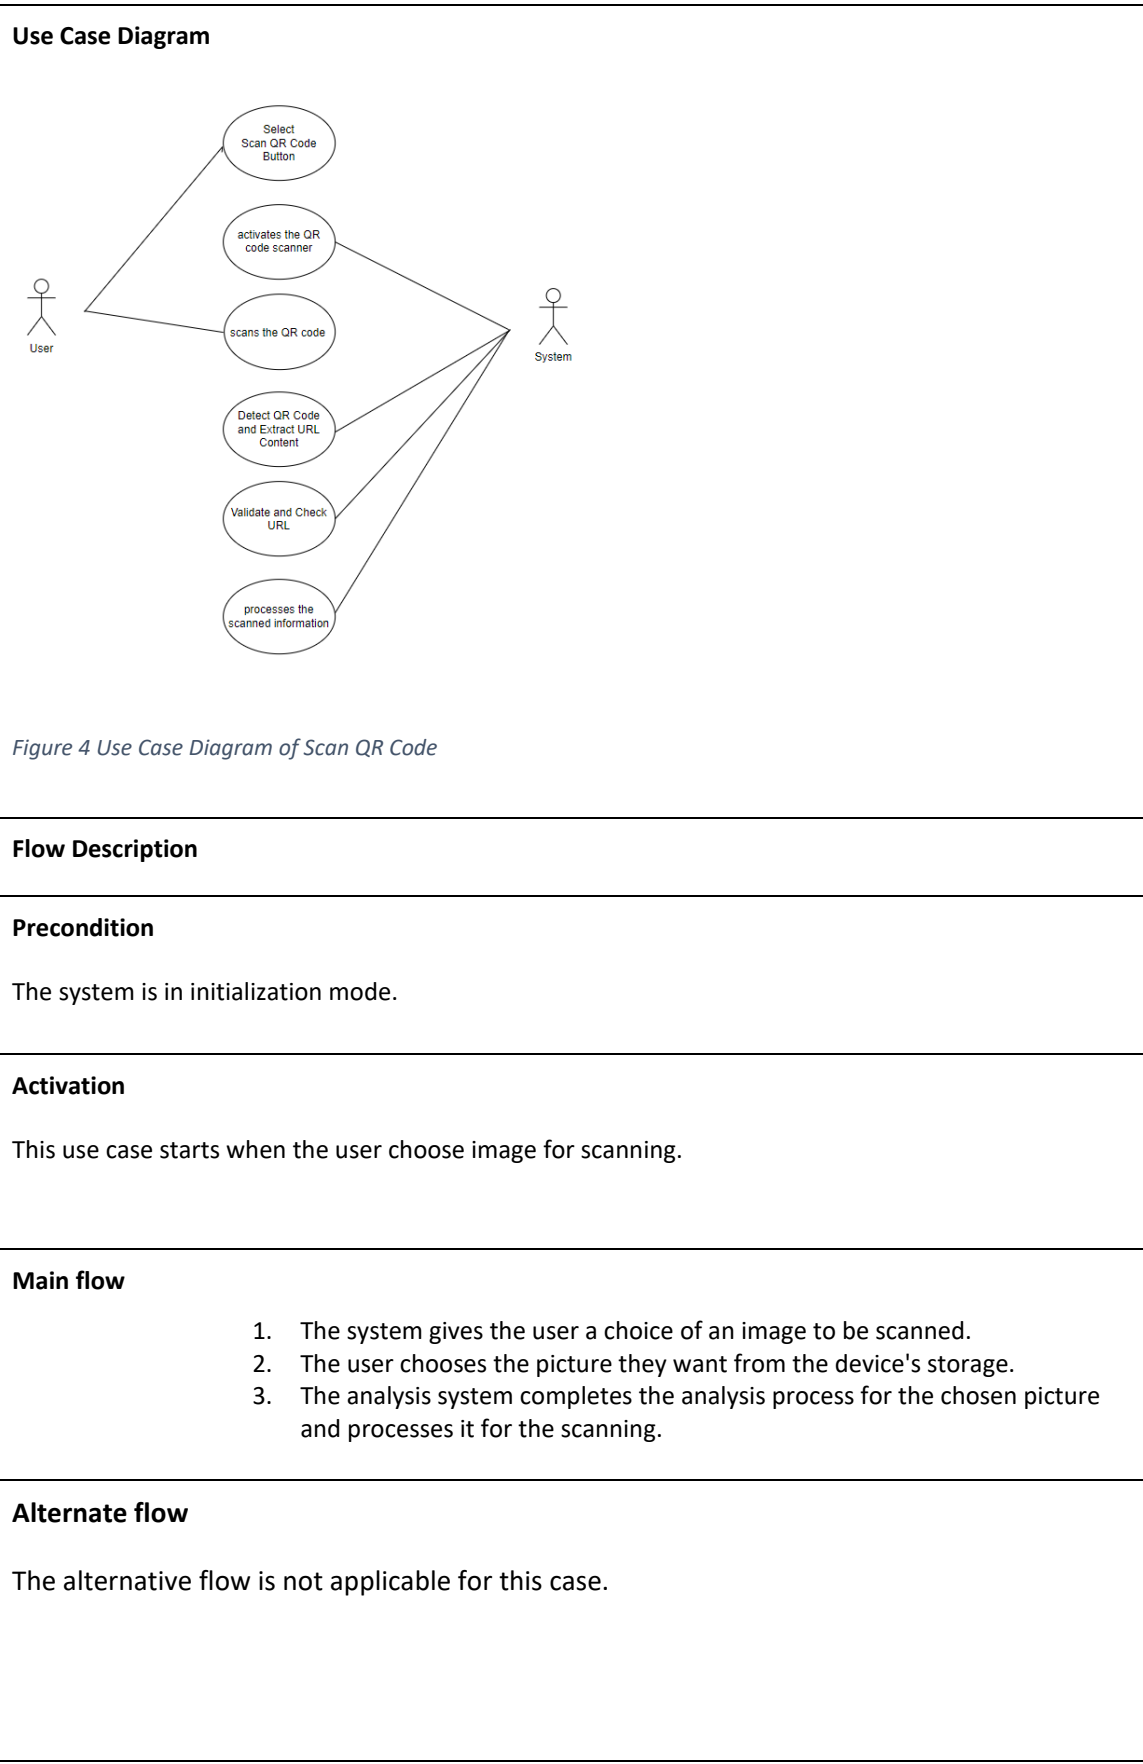 Use Case Diagram
Select
Scan QR Code
Button
activates the QR
code scanner
scans the QR code
User
System
Detect QR Code
and Extract URL
Content
Validate and Check
URL
processes the
scanned information
Figure 4 Use Case Diagram of Scan QR Code
Flow Description
Precondition
The system is in initialization mode.
Activation
This use case starts when the user choose image for scanning.
Main flow
1. The system gives the user a choice of an image to be scanned.
2. The user chooses the picture they want from the device's storage.
3. The analysis system completes the analysis process for the chosen picture
and processes it for the scanning.
Alternate flow
The alternative flow is not applicable for this case.